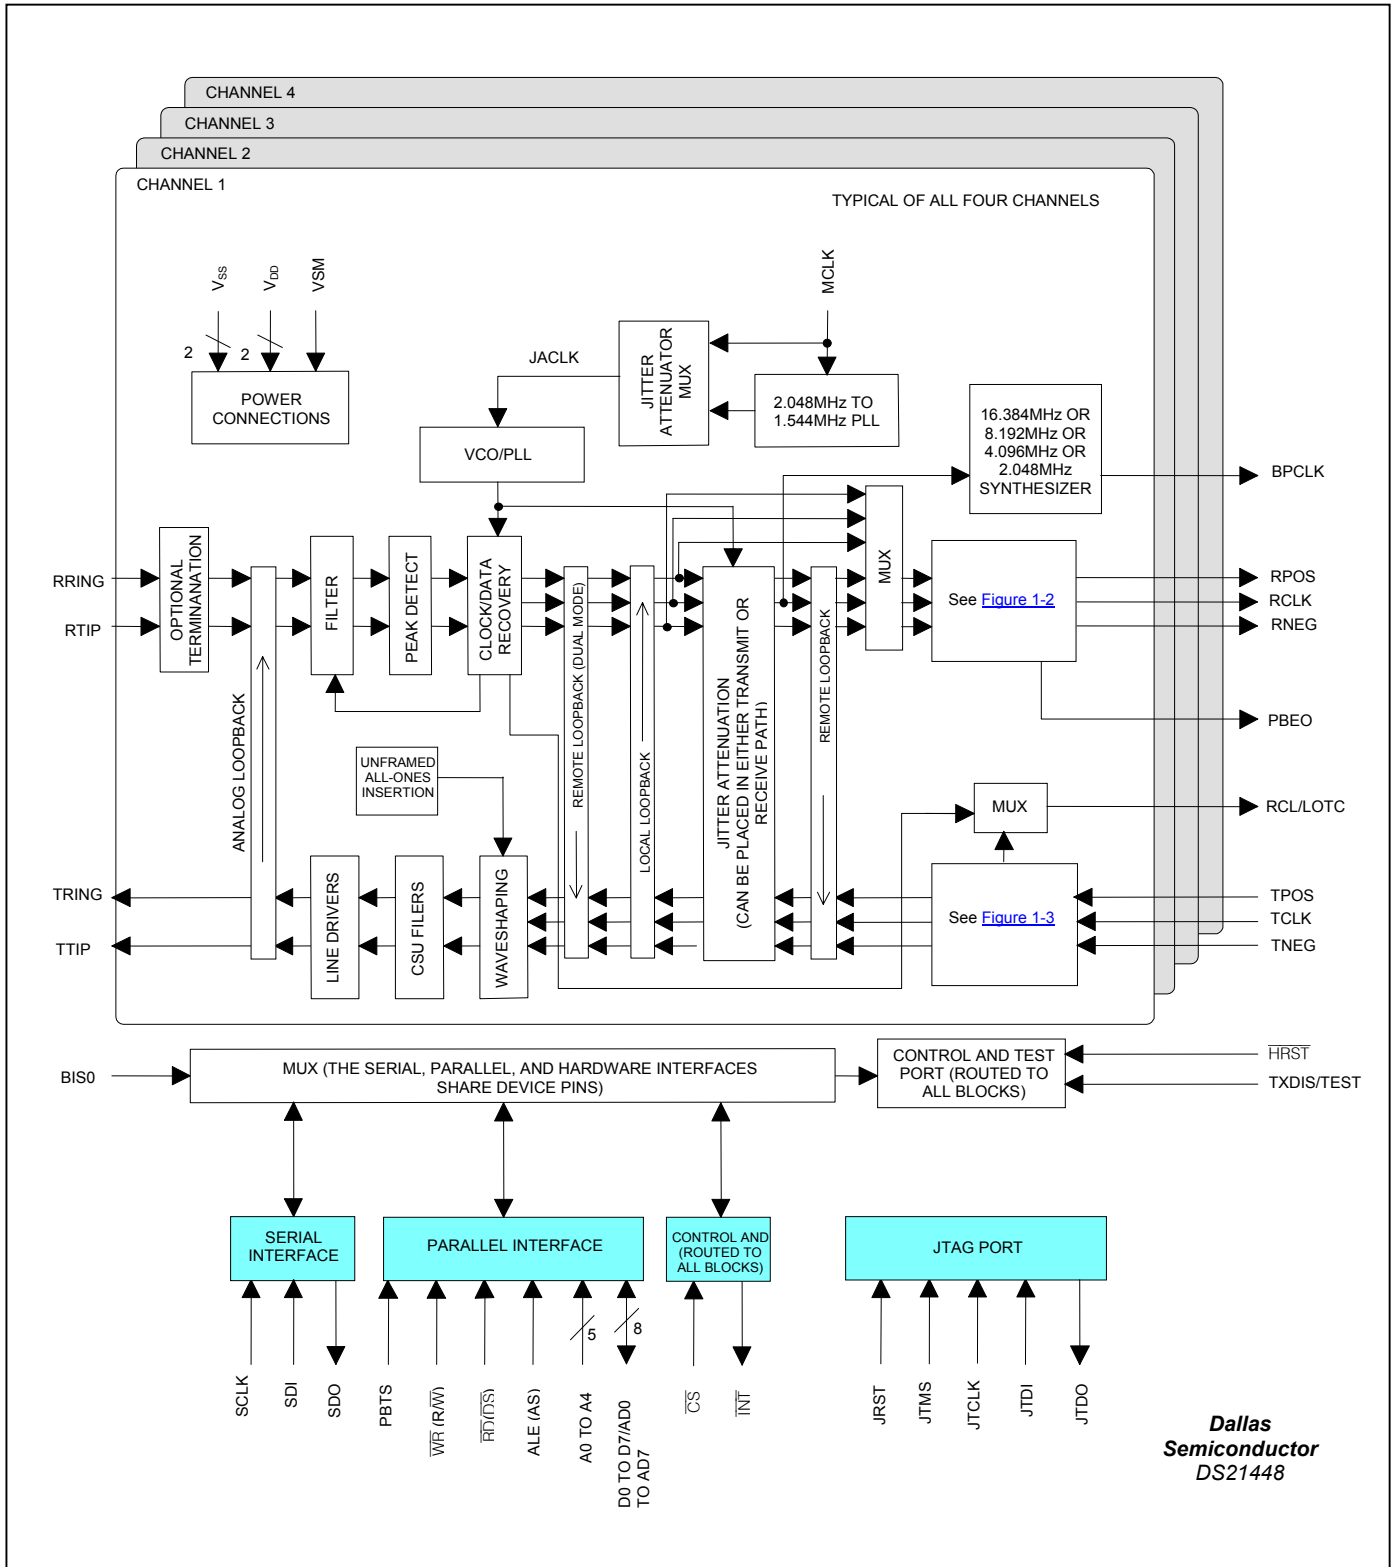 CHANNEL 4
CHANNEL 3
CHANNEL 2
CHANNEL 1
TYPICAL OF ALL FOUR CHANNELS
VSS
VDD
VSM
MCLK
2
2
POWER
CONNECTIONS
JACLK
JITTER
ATTENUATOR
MUX
2.048MHz TO
1.544MHz PLL
16.384MHz OR
8.192MHz OR
4.096MHz OR
2.048MHz
SYNTHESIZER
BPCLK
VCO/PLL
RRING
RTIP
OPTIONAL
TERMINANATION
ANALOG LOOPBACK
FILTER
PEAK DETECT
CLOCK/DATA
RECOVERY
REMOTE LOOPBACK (DUAL MODE)
LOCAL LOOPBACK
JITTER ATTENUATION
(CAN BE PLACED IN EITHER TRANSMIT OR
RECEIVE PATH)
REMOTE LOOPBACK
MUX
See Figure 1-2
RPOS
RCLK
RNEG
PBEO
UNFRAMED
ALL-ONES
INSERTION
MUX
RCL/LOTC
TRING
TTIP
LINE DRIVERS
CSU FILERS
WAVESHAPING
See Figure 1-3
TPOS
TCLK
TNEG
BIS0
MUX (THE SERIAL, PARALLEL, AND HARDWARE INTERFACES
SHARE DEVICE PINS)
CONTROL AND TEST
PORT (ROUTED TO
ALL BLOCKS)
HRST
TXDIS/TEST
SERIAL
INTERFACE
PARALLEL INTERFACE
CONTROL AND
(ROUTED TO
ALL BLOCKS)
JTAG PORT
5
8
SCLK
SDI
SDO
PBTS
WR (R/W)
RD(DS)
ALE (AS)
A0 TO A4
D0 TO D7/AD0
TO AD7
CS
INT
JRST
JTMS
JTCLK
JTDI
JTDO
Dallas
Semiconductor
DS21448